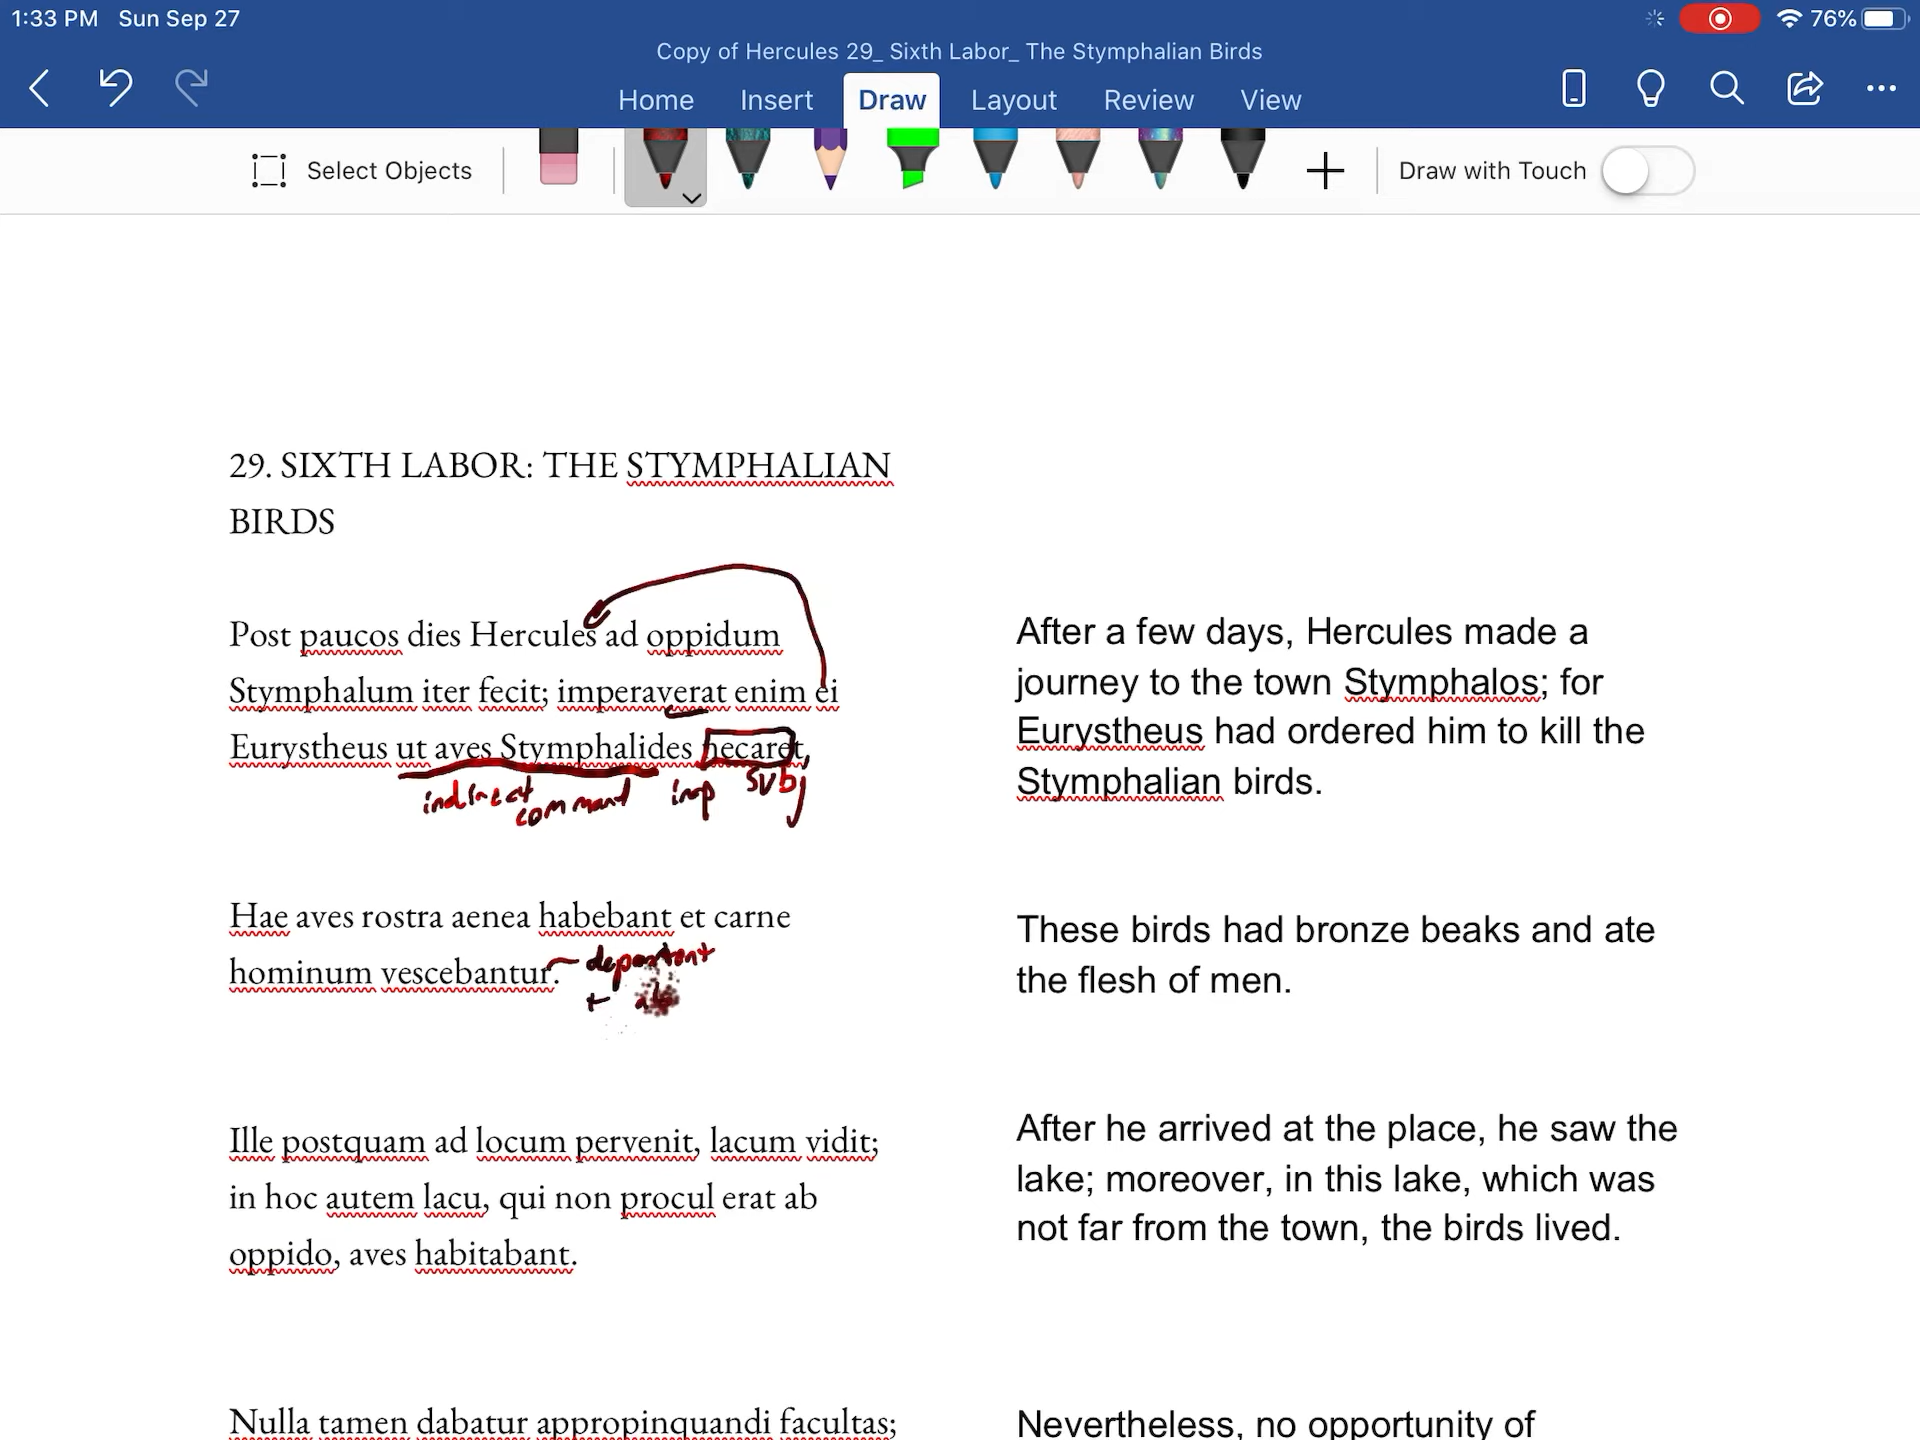 1:33 PM Sun Sep 27
76%
Copy of Hercules 29_ Sixth Labor_ The Stymphalian Birds
Home Insert Draw Layout Review View
Select Objects
Draw with Touch
29. SIXTH LABOR: THE STYMPHALIAN
BIRDS
Post paucos dies Hercules ad oppidum
Stymphalum iter fecit; imperaverat enim ei
Eurystheus ut aves Stymphalides necaret,
indirect
command
imp subj
Hae aves rostra aenea habebant et carne
hominum vescebantur.
+ abl
Ille postquam ad locum pervenit, lacum vidit;
in hoc autem lacu, qui non procul erat ab
oppido, aves habitabant.
Nulla tamen dabatur appropinquandi facultas;
After a few days, Hercules made a
journey to the town Stymphalos; for
Eurystheus had ordered him to kill the
Stymphalian birds.
These birds had bronze beaks and ate
the flesh of men.
After he arrived at the place, he saw the
lake; moreover, in this lake, which was
not far from the town, the birds lived.
Nevertheless, no opportunity of